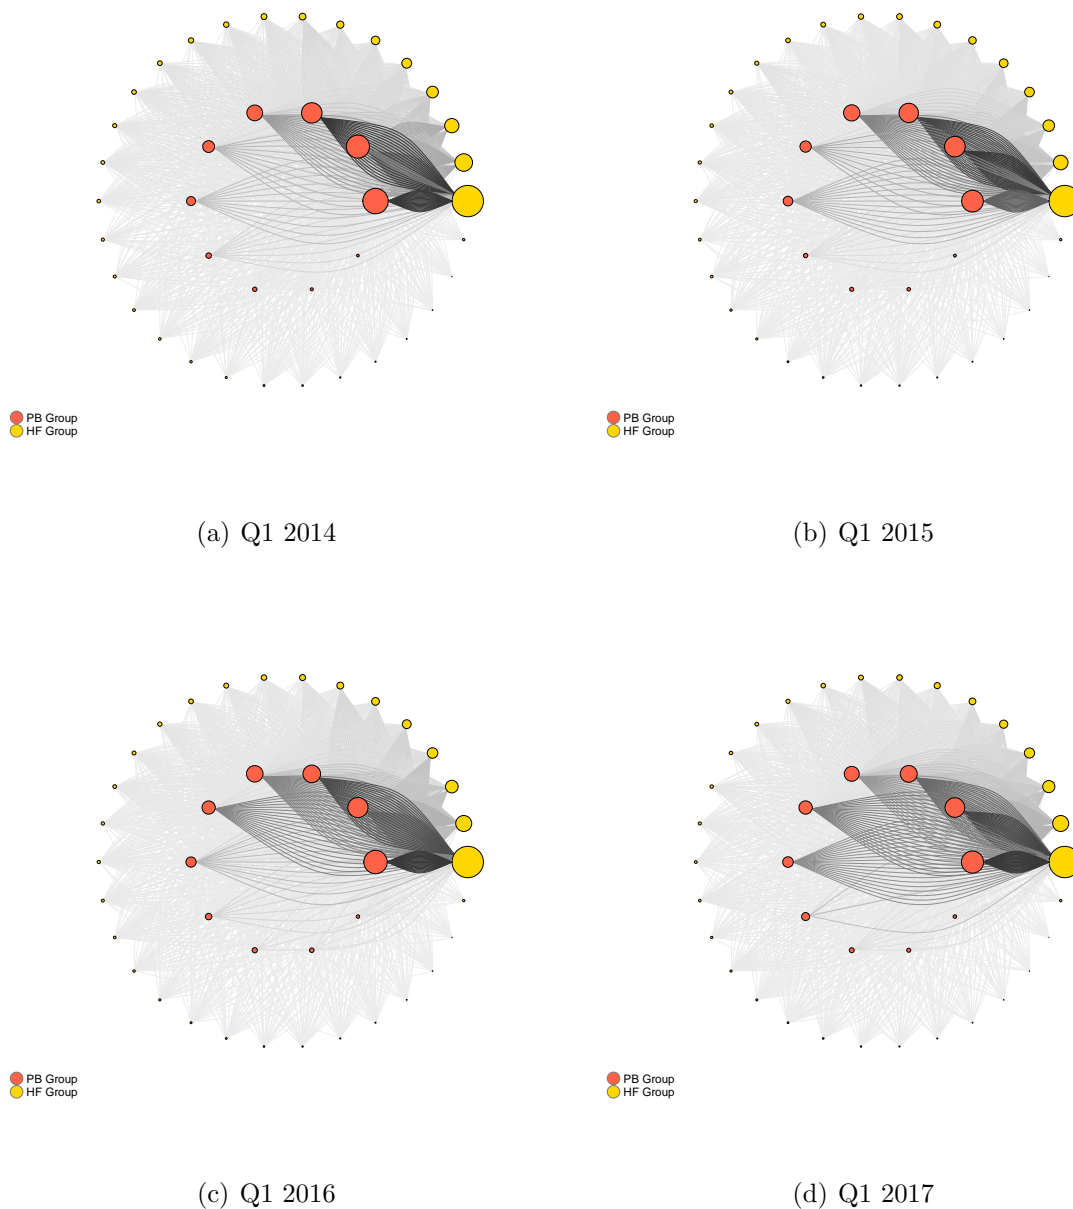 PB Group
HF Group
PB Group
HF Group
(a) Q1 2014
(b) Q1 2015
PB Group
HF Group
PB Group
HF Group
(c) Q1 2016
(d) Q1 2017